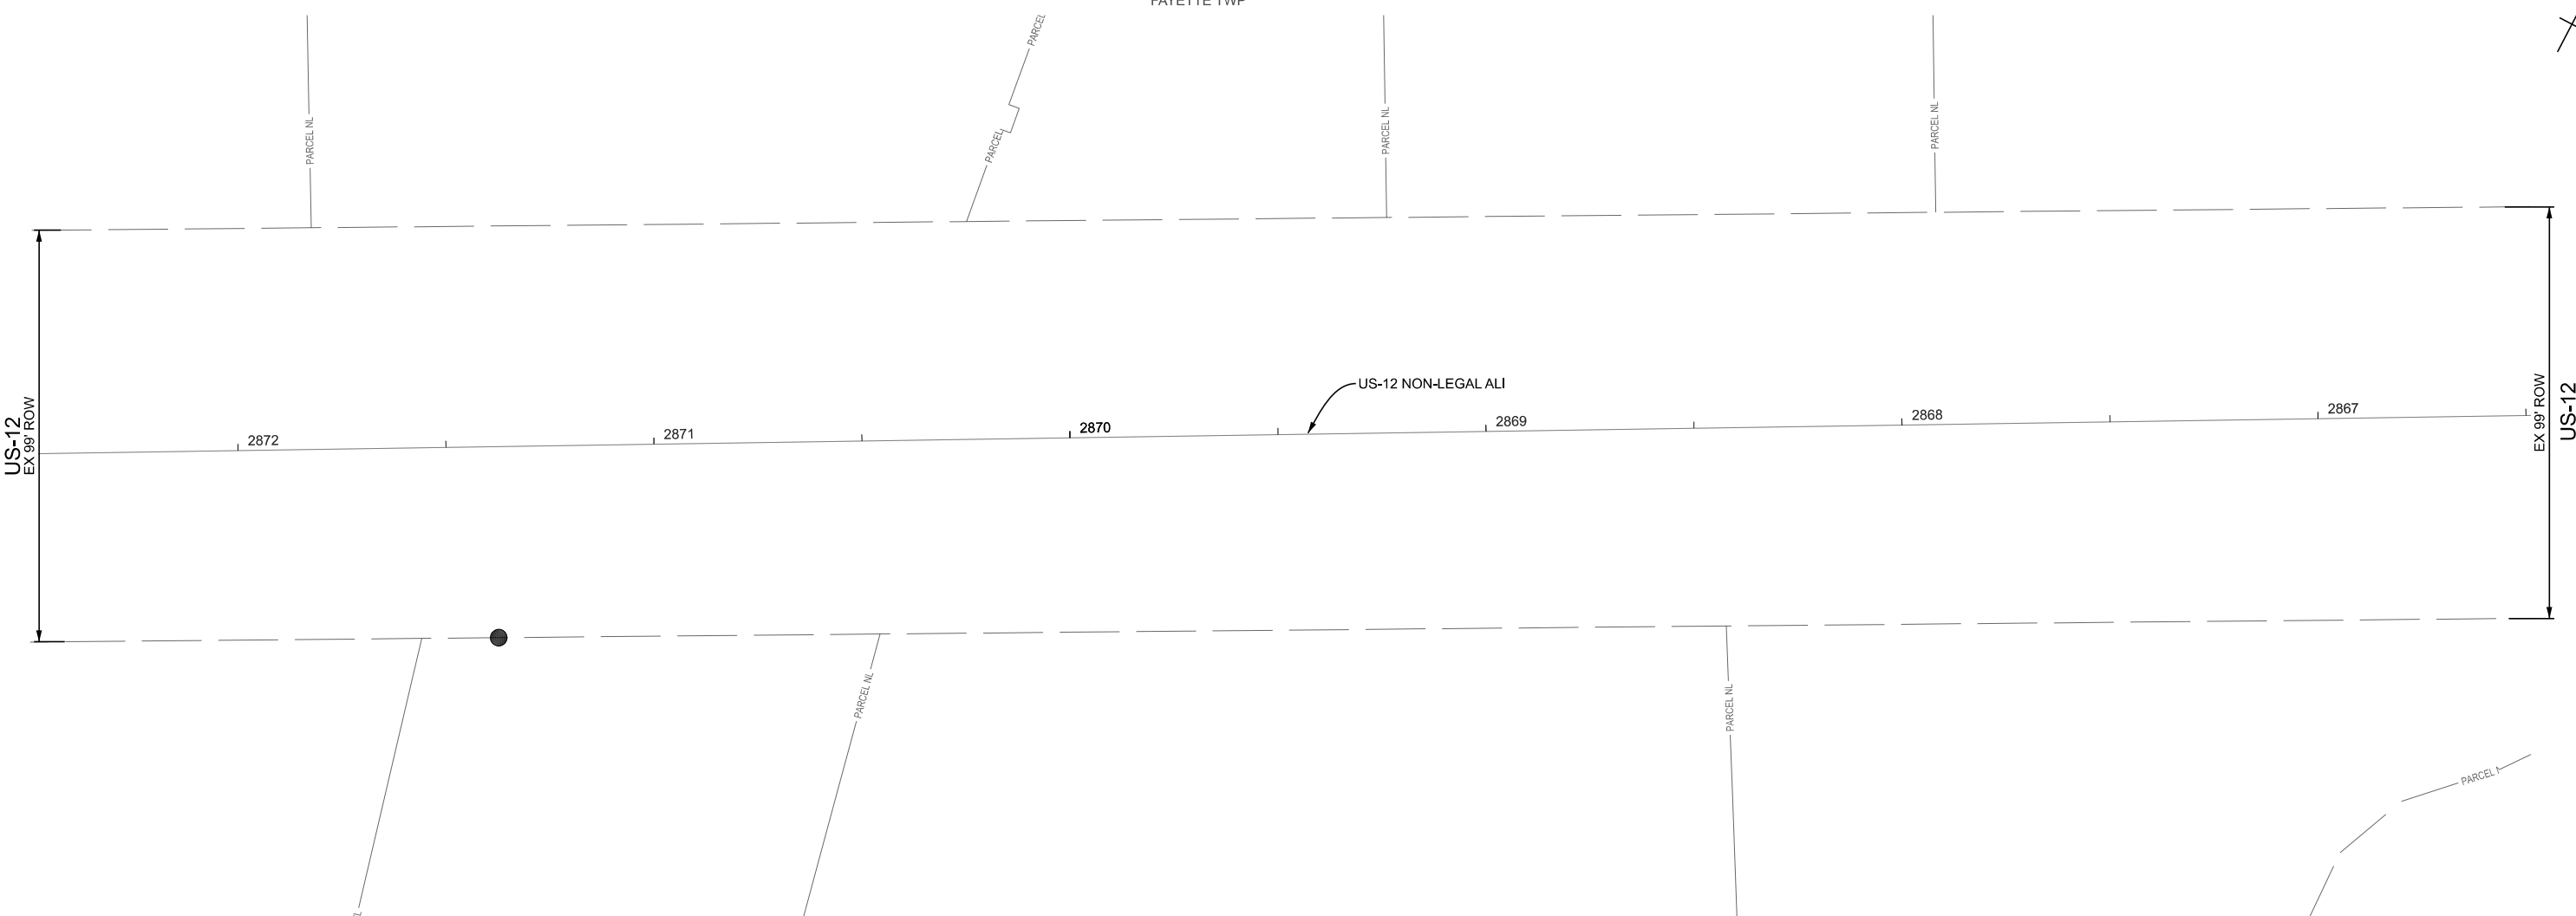 FAYETTE TWP
PARCEL
PARCEL NL
PARCEL
PARCEL NL
PARCEL NL
US-12 NON-LEGAL ALI
US-12
EX 99' ROW
2872
2871
2870
2869
2868
2867
EX 99' ROW
US-12
PARCEL NL
PARCEL NL
PARCEL